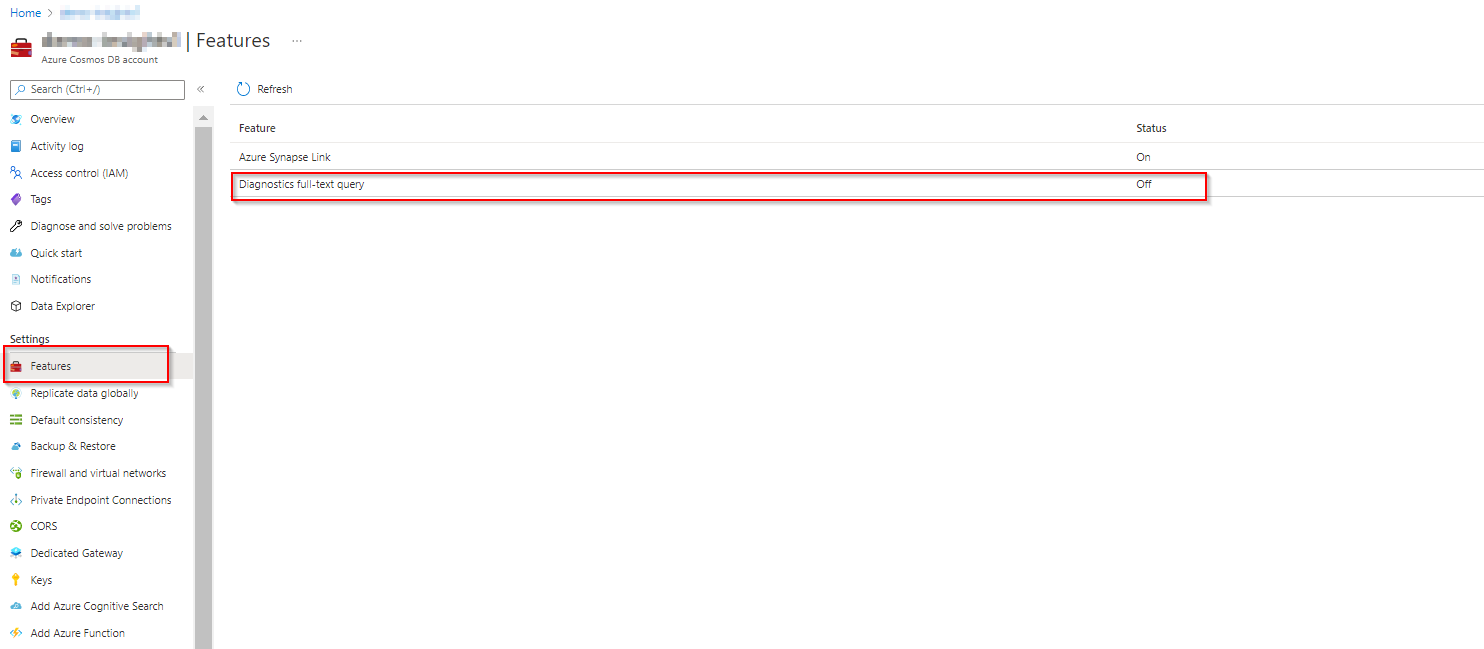 Home >
| Features ...
Azure Cosmos DB account
Search (Ctrl+/) «
Refresh
Overview
Activity log
Access control (IAM)
Tags
Diagnose and solve problems
Quick start
Notifications
Data Explorer
Settings
Features
Replicate data globally
Default consistency
Backup & Restore
Firewall and virtual networks
Private Endpoint Connections
CORS
Dedicated Gateway
Keys
Add Azure Cognitive Search
Add Azure Function
Feature Status
Azure Synapse Link On
Diagnostics full-text query Off